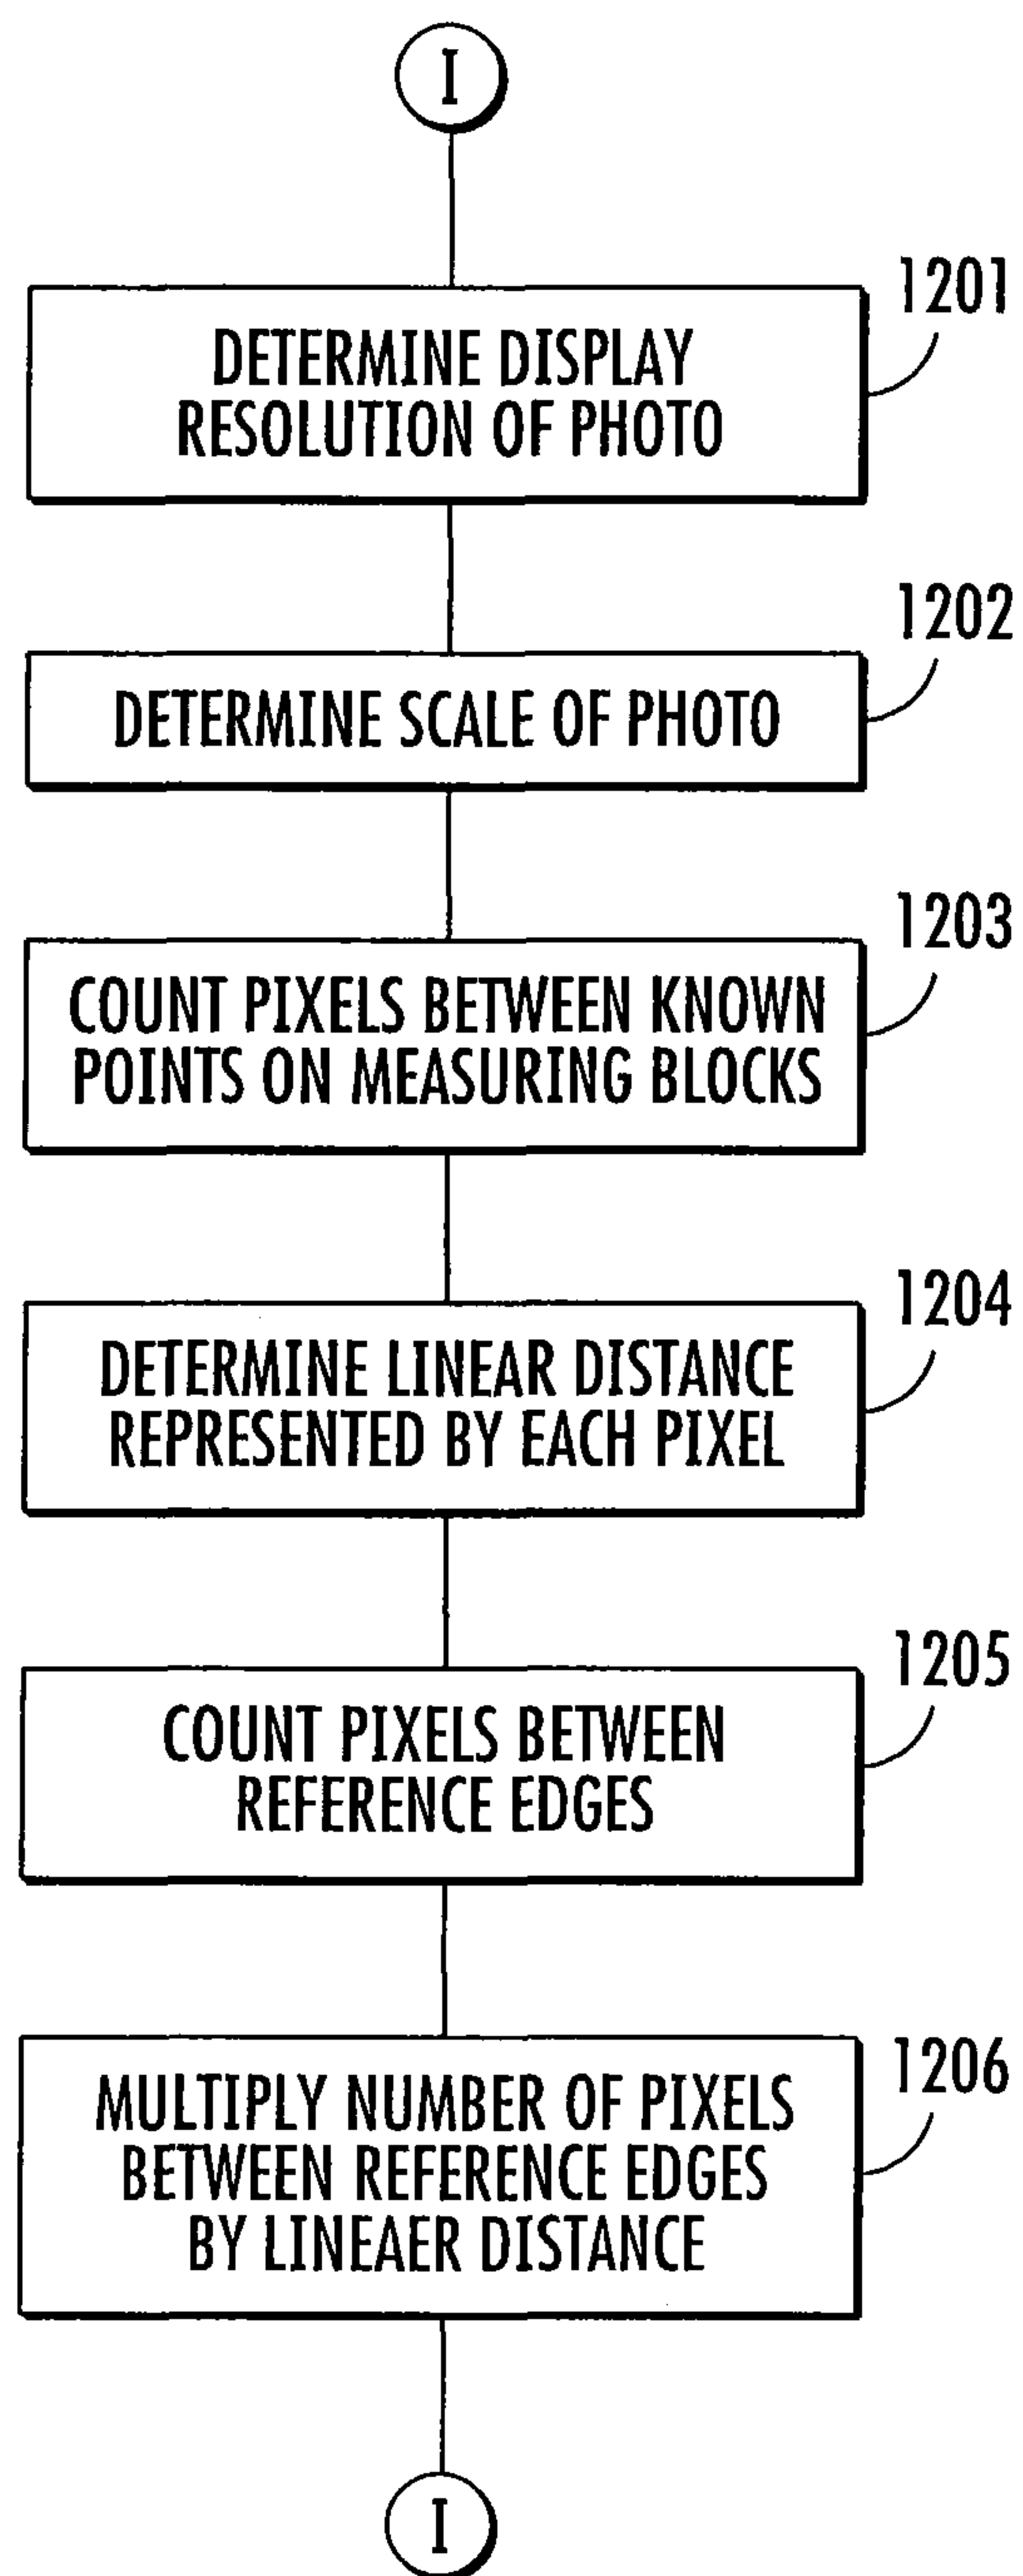 I
1201
DETERMINE DISPLAY
RESOLUTION OF PHOTO
1202
DETERMINE SCALE OF PHOTO
1203
COUNT PIXELS BETWEEN KNOWN
POINTS ON MEASURING BLOCKS
1204
DETERMINE LINEAR DISTANCE
REPRESENTED BY EACH PIXEL
1205
COUNT PIXELS BETWEEN
REFERENCE EDGES
1206
MULTIPLY NUMBER OF PIXELS
BETWEEN REFERENCE EDGES
BY LINEAER DISTANCE
I